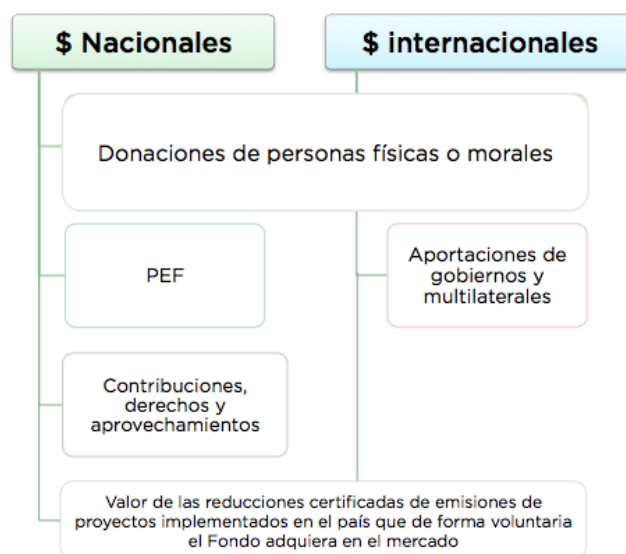 $ Nacionales
$ internacionales
Donaciones de personas físicas o morales
PEF
Aportaciones de
gobiernos y
multilaterales
Contribuciones,
derechos y
aprovechamientos
Valor de las reducciones certificadas de emisiones de
proyectos implementados en el país que de forma voluntaria
el Fondo adquiera en el mercado